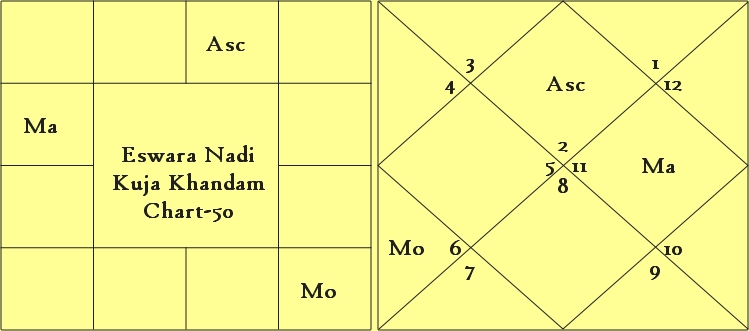 Asc
Ma
Eswara Nadi
Kuja Khandam
Chart-50
Mo
3
1
4
Asc
12
2
5
11
Ma
8
Mo
6
10
7
9